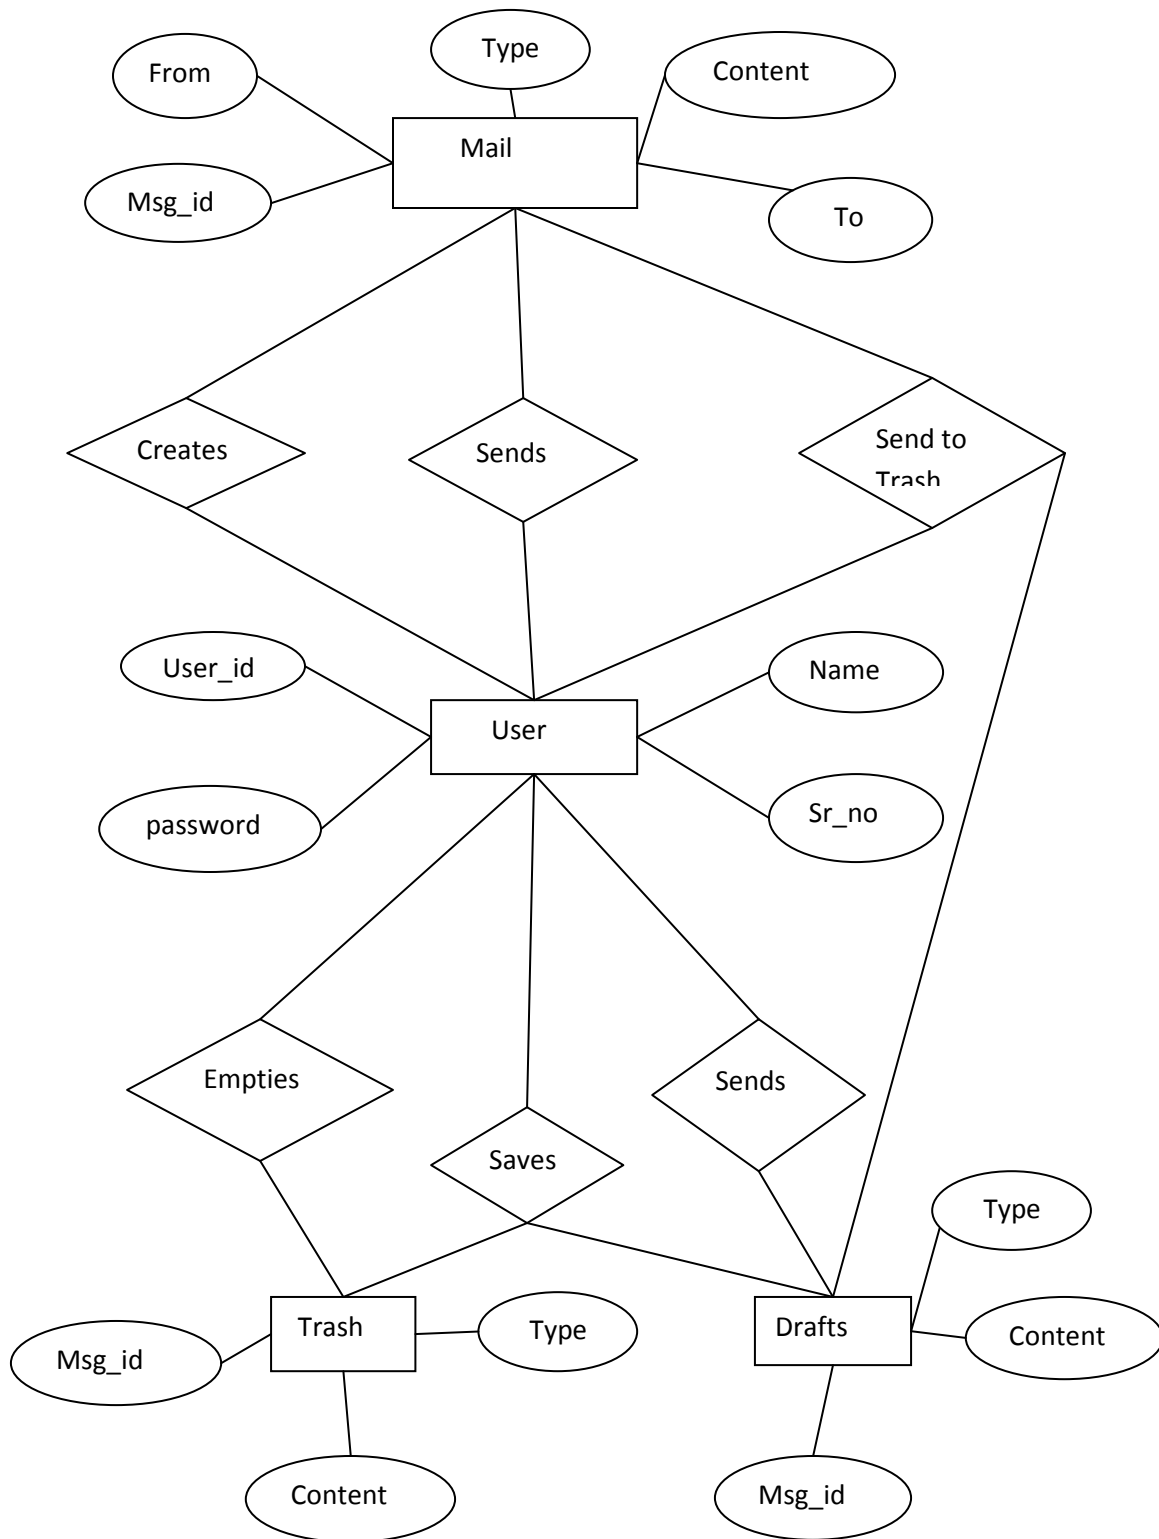 Type
From
Content
Mail
Msg_id
To
Creates
Sends
Send to
Trash
User_id
Name
User
password
Sr_no
Empties
Sends
Saves
Type
Trash
Type
Drafts
Content
Msg_id
Content
Msg_id